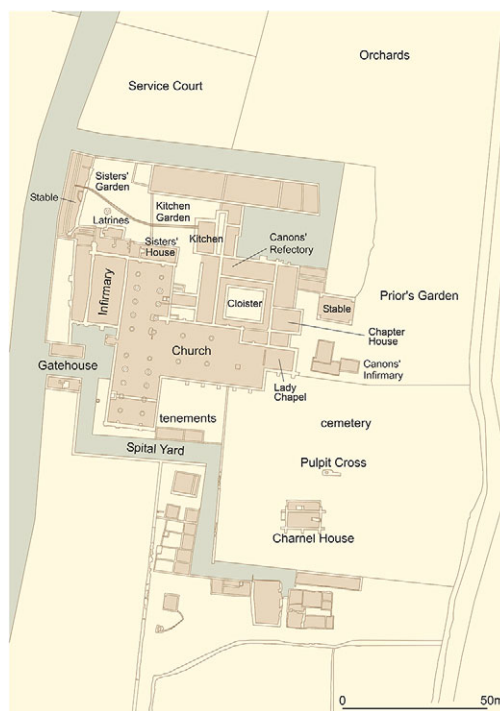 Orchards
Service Court
Sisters'
Garden
Stable
Latrines
Kitchen
Garden
Sisters'
House
Kitchen
Canons'
Refectory
Infirmary
Cloister
Stable
Prior's Garden
Chapter
House
Church
Canons'
Infirmary
Gatehouse
Lady
Chapel
tenements
cemetery
Spital Yard
Pulpit Cross
Charnel House
0
50m